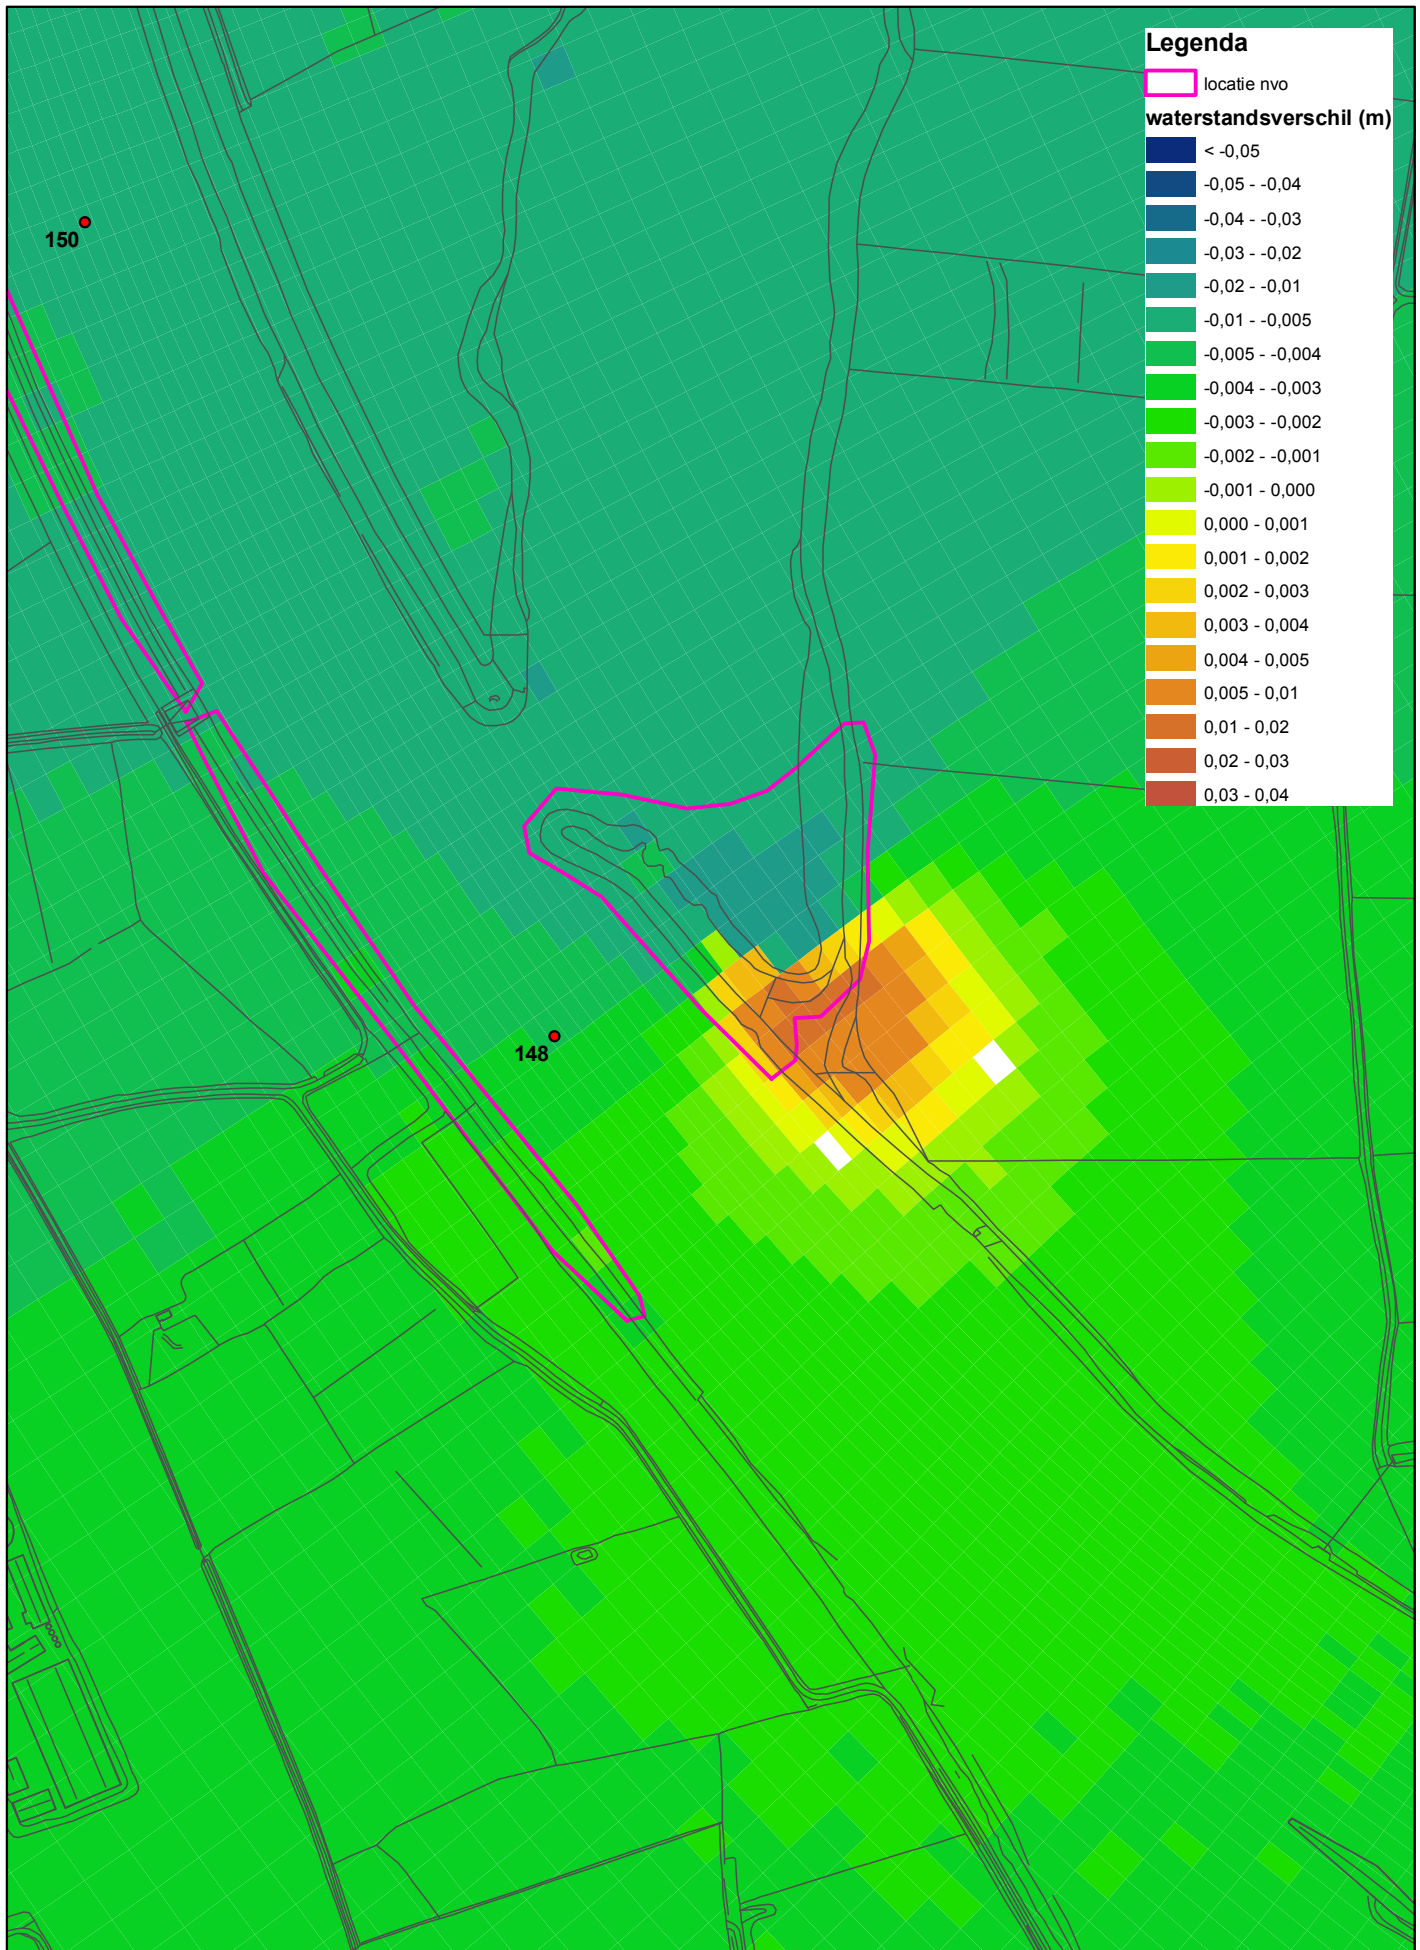 Legenda
locatie nvo
waterstandsverschil (m)
< -0,05
-0,05 - -0,04
-0,04 - -0,03
-0,03 - -0,02
-0,02 - -0,01
-0,01 - -0,005
-0,005 - -0,004
-0,004 - -0,003
-0,003 - -0,002
-0,002 - -0,001
-0,001 - 0,000
0,000 - 0,001
0,001 - 0,002
0,002 - 0,003
0,003 - 0,004
0,004 - 0,005
0,005 - 0,01
0,01 - 0,02
0,02 - 0,03
0,03 - 0,04
150
148